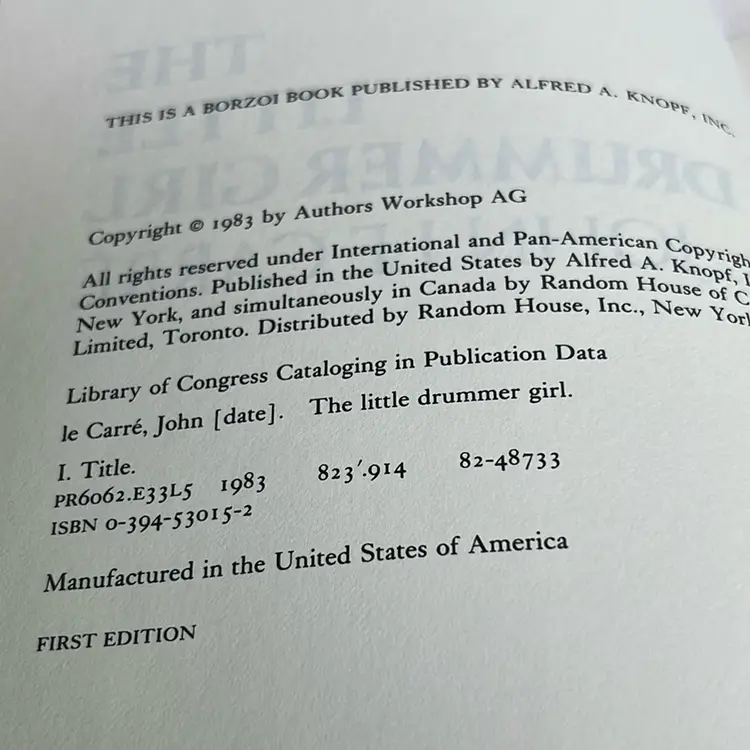 THIS IS A BORZOI BOOK PUBLISHED BY ALFRED A. KNOPF, INC.
Copyright © 1983 by Authors Workshop AG
All rights reserved under International and Pan-American Copyrigh
Conventions. Published in the United States by Alfred A. Knopf, I
New York, and simultaneously in Canada by Random House of C
Limited, Toronto. Distributed by Random House, Inc., New Yor
Library of Congress Cataloging in Publication Data
le Carré, John [date]. The little drummer girl.
I. Title.
PR6062.E33L5 1983 823′.914 82-48733
ISBN 0-394-53015-2
Manufactured in the United States of America
FIRST EDITION